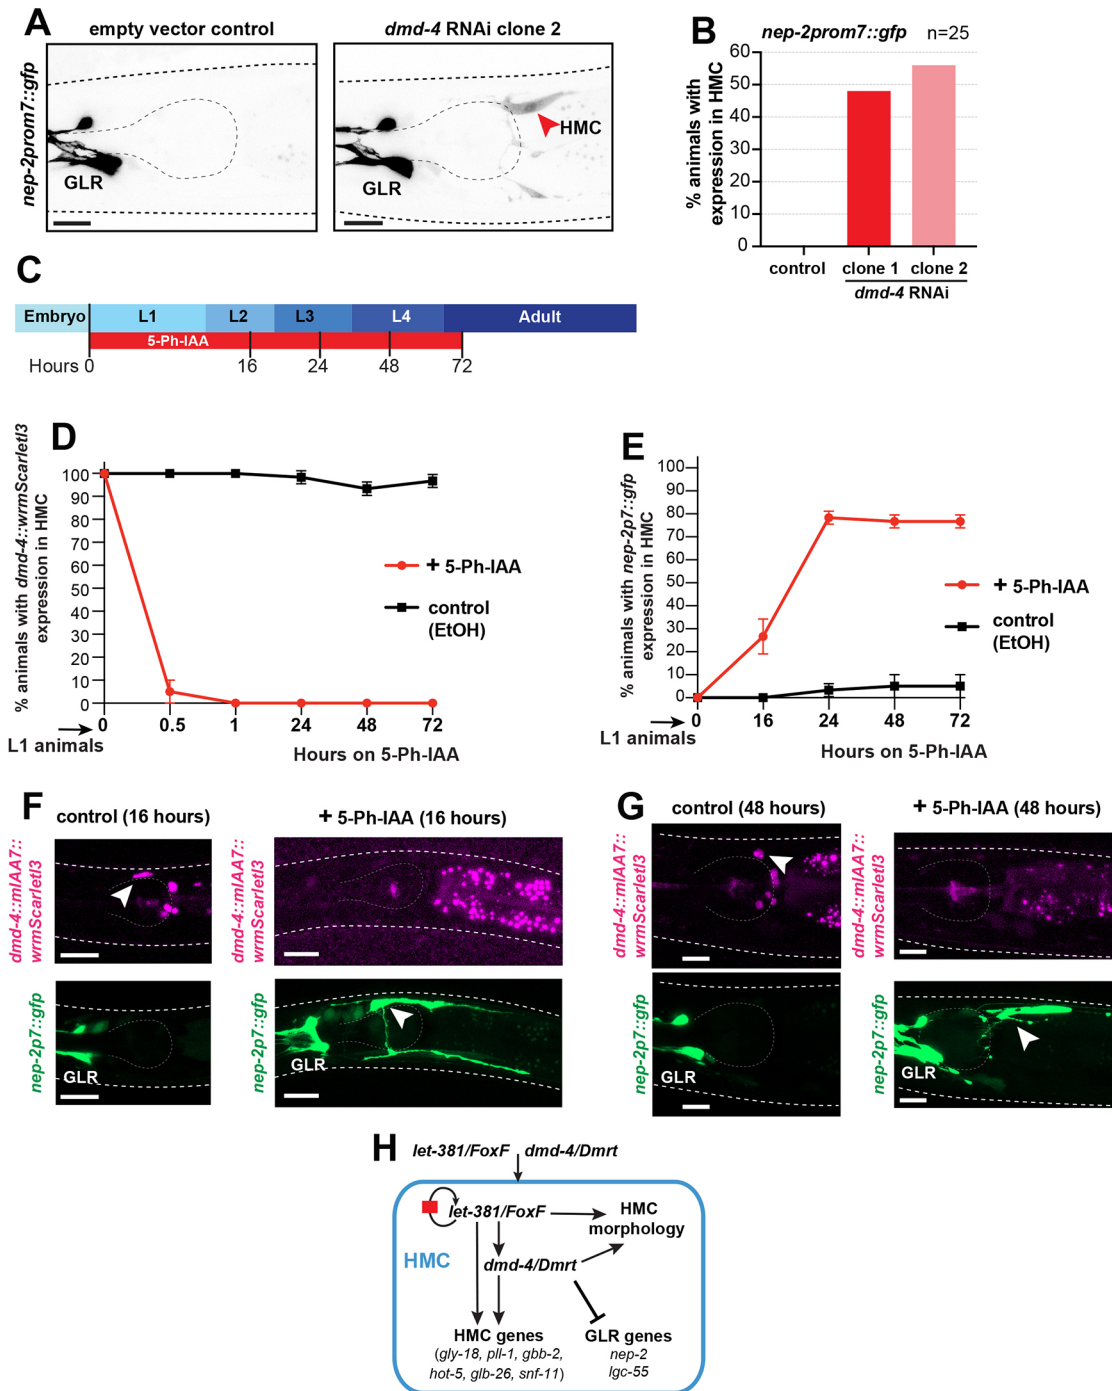 A
empty vector control
dmd-4 RNAi clone 2
nep-2prom7::gfp
GLR
GLR
HMC
B
nep-2prom7::gfp n=25
% animals with
expression in HMC
60
50
40
30
20
10
0
control clone 1 clone 2
dmd-4 RNAi
C
Embryo L1 L2 L3 L4 Adult
5-Ph-IAA
Hours 0 16 24 48 72
D
% animals with dmd-4::wrmScarletI3
expression in HMC
100
90
80
70
60
50
40
30
20
10
0
+ 5-Ph-IAA
control
(EtOH)
0 0.5 1 24 48 72
L1 animals
Hours on 5-Ph-IAA
E
% animals with nep-2p7::gfp
expression in HMC
100
90
80
70
60
50
40
30
20
10
0
+ 5-Ph-IAA
control
(EtOH)
0 16 24 48 72
L1 animals
Hours on 5-Ph-IAA
F
control (16 hours)
+ 5-Ph-IAA (16 hours)
dmd-4::mIAA7::
wrmScarletI3
dmd-4::mIAA7::
wrmScarletI3
nep-2p7::gfp
GLR
nep-2p7::gfp
GLR
G
control (48 hours)
+ 5-Ph-IAA (48 hours)
dmd-4::mIAA7::
wrmScarletI3
dmd-4::mIAA7::
wrmScarletI3
nep-2p7::gfp
GLR
nep-2p7::gfp
GLR
H
let-381/FoxF dmd-4/Dmrt
let-381/FoxF
HMC
morphology
HMC
dmd-4/Dmrt
HMC genes
(gly-18, pll-1, gbb-2,
hot-5, glb-26, snf-11)
GLR genes
nep-2
lgc-55